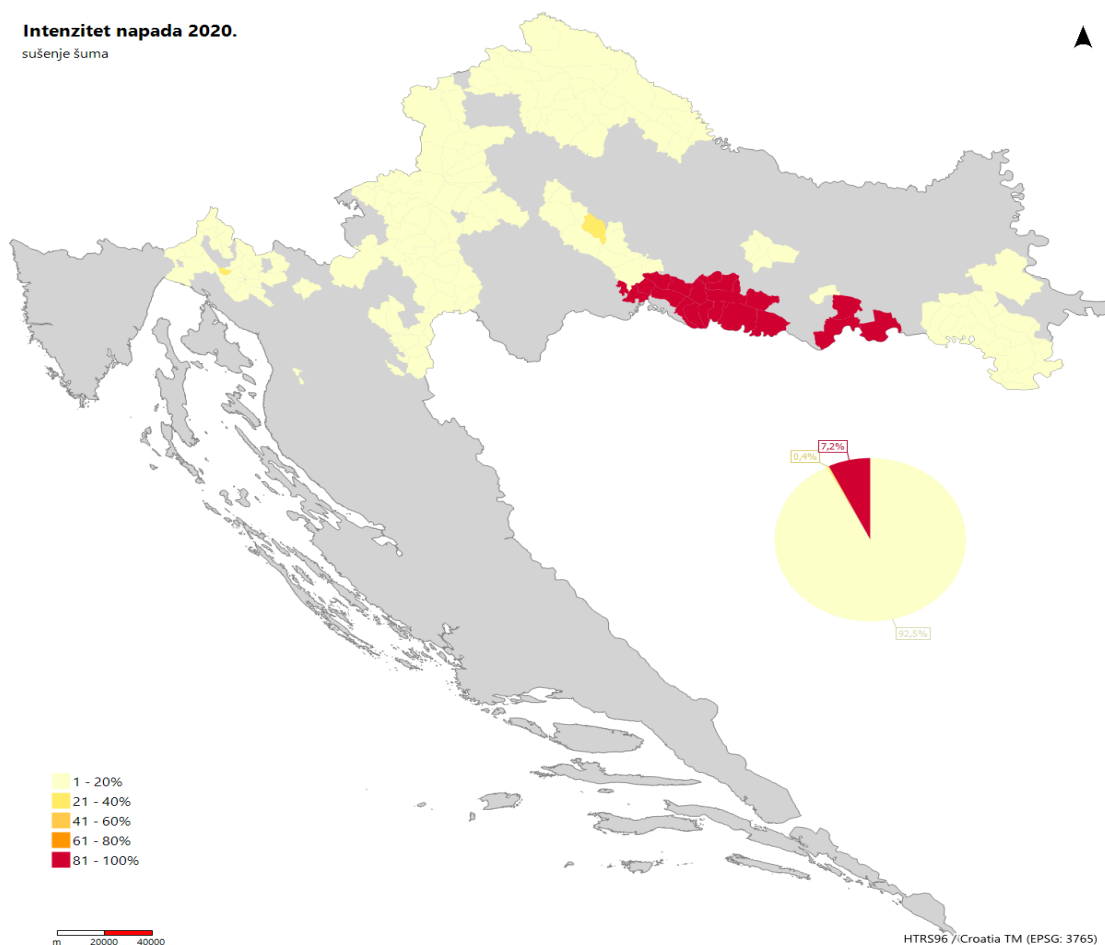 Intenzitet napada 2020.
sušenje šuma
7,2%
0,4%
92,5%
1 - 20%
21 - 40%
41 - 60%
61 - 80%
81 - 100%
m 20000 40000
HTRS96 / Croatia TM (EPSG: 3765)